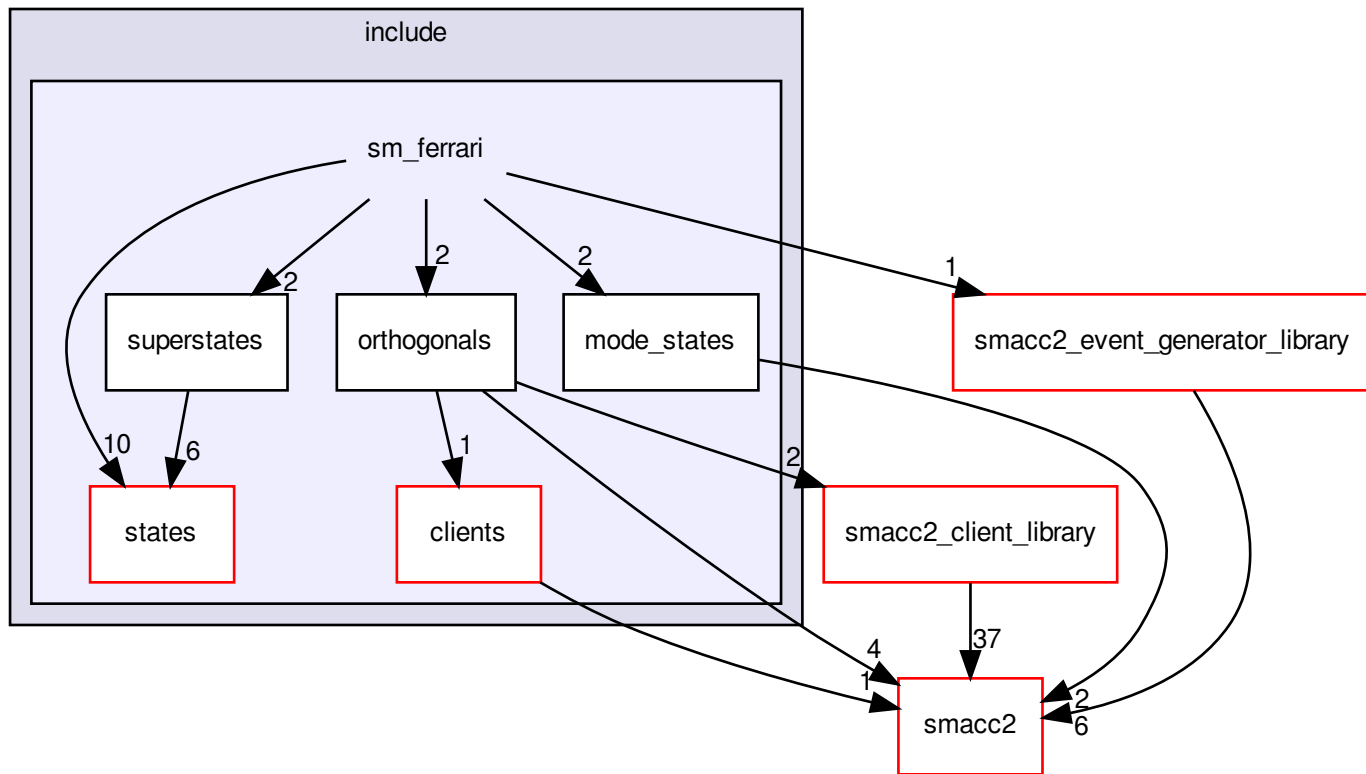 include
sm_ferrari
2
2
2
1
superstates
orthogonals
mode_states
smacc2_event_generator_library
10
6
1
2
states
clients
smacc2_client_library
37
4
1
2
6
smacc2